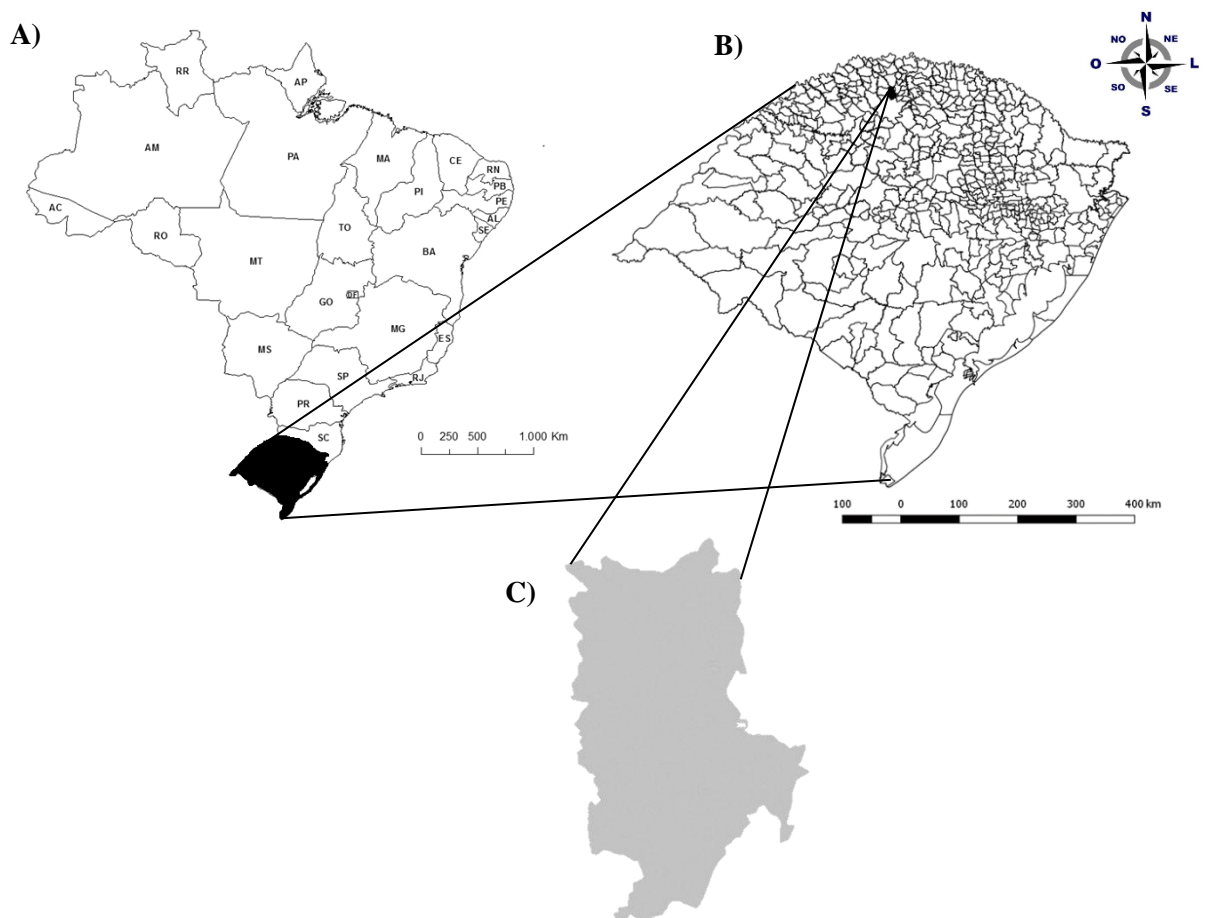 A)
B)
N
NO
NE
O
L
SO
SE
S
RR
AP
AM
PA
MA
CE
RN
PB
PE
AL
SE
PI
AC
RO
TO
BA
MT
GO
DF
MG
ES
MS
SP
RJ
PR
SC
0 250 500 1.000 Km
100 0 100 200 300 400 km
C)